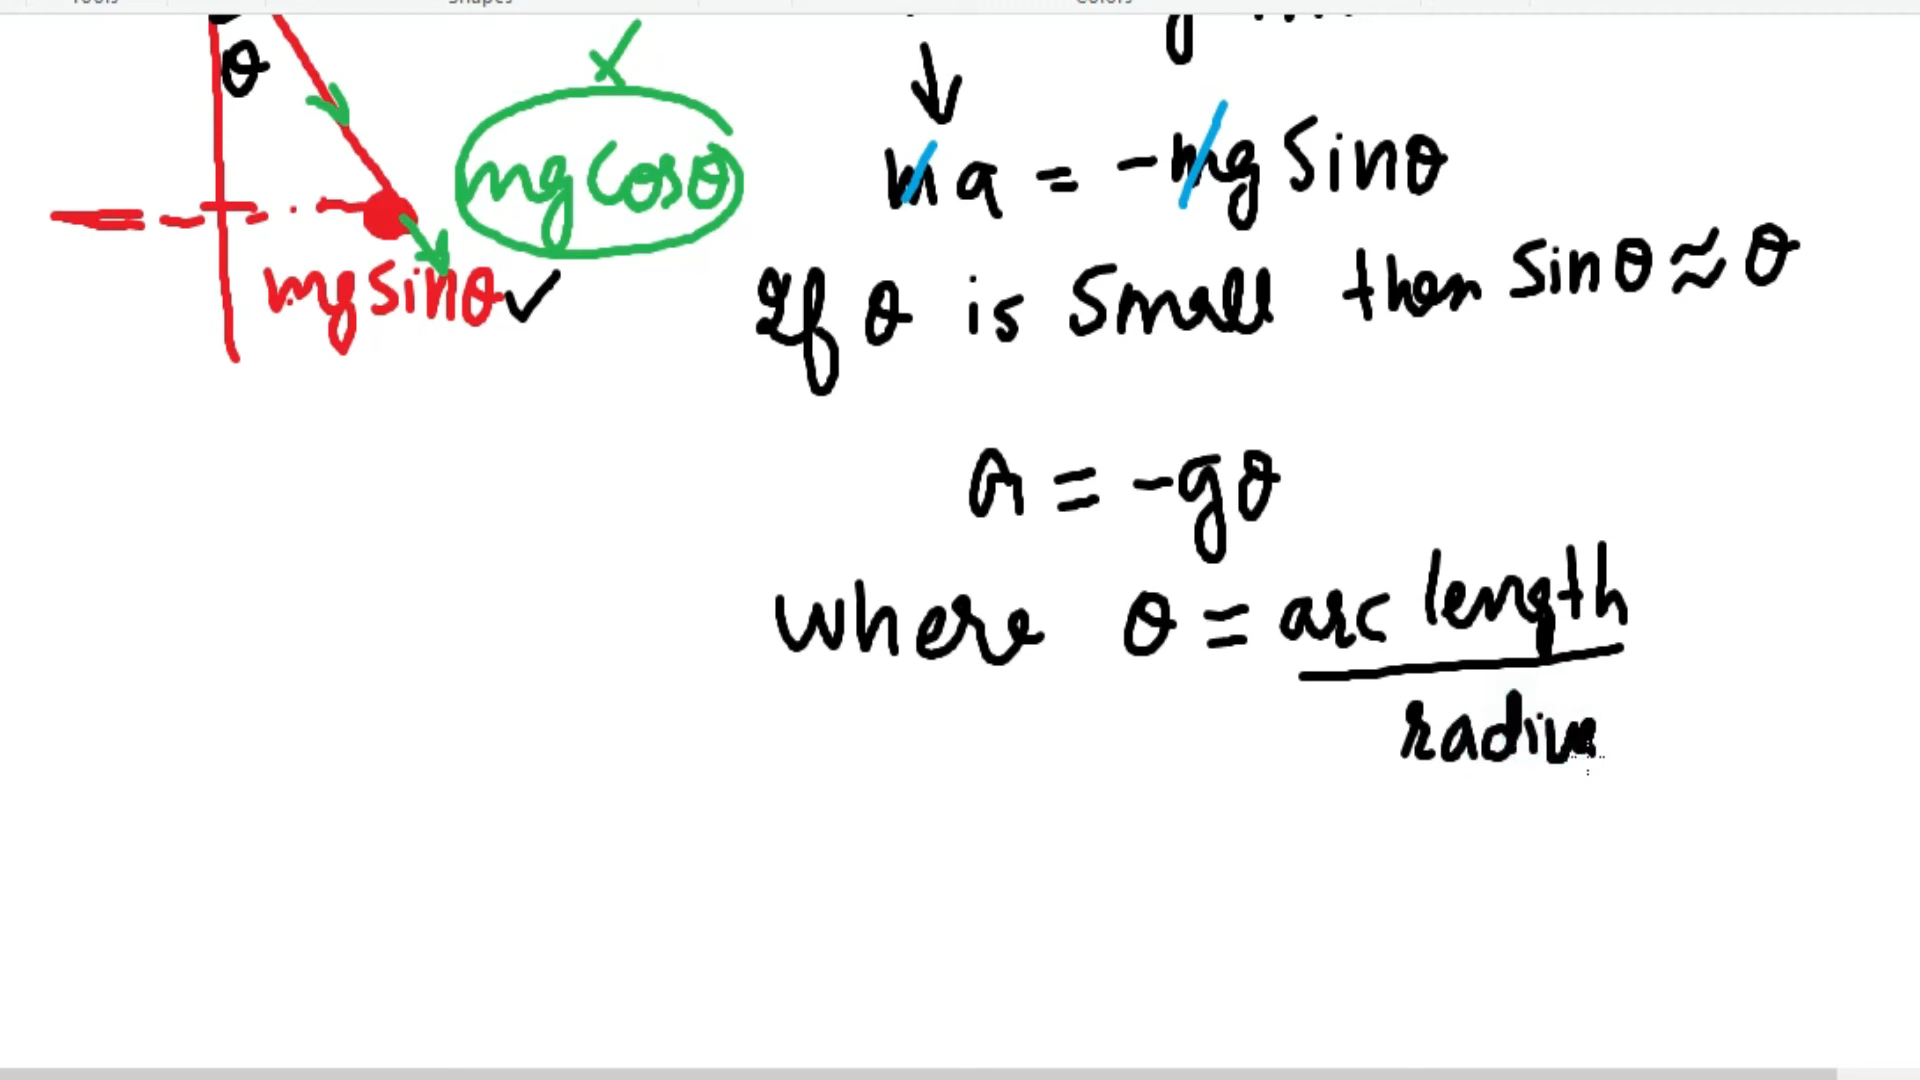 θ
mg cosθ
mg sinθ
ma = -mg Sinθ
If θ is Small then sinθ ≈ θ
a = -gθ
where θ = arc length
radius